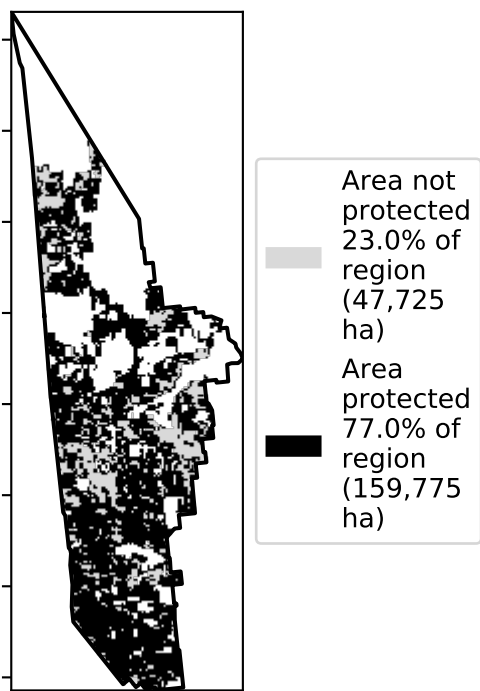 Area not
protected
23.0% of
region
(47,725
ha)
Area
protected
77.0% of
region
(159,775
ha)